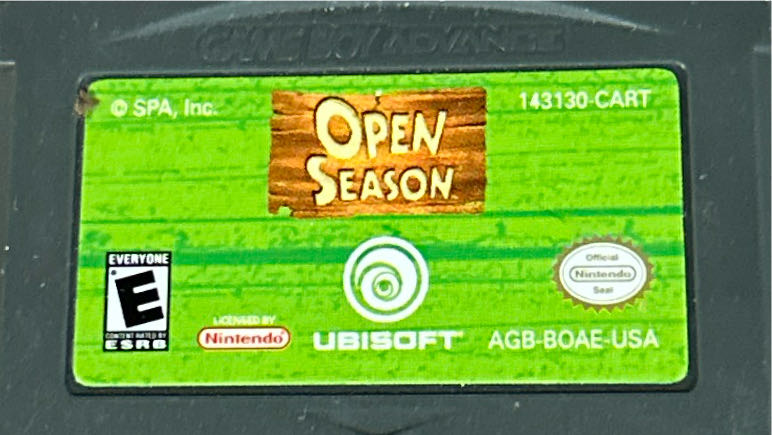 GAME BOY ADVANCE
© SPA, Inc.
143130-CART
OPEN
SEASON
EVERYONE
E
CONTENT RATED BY
ESRB
LICENSED BY
Nintendo
UBISOFT
Official
Nintendo
Seal
AGB-BOAE-USA